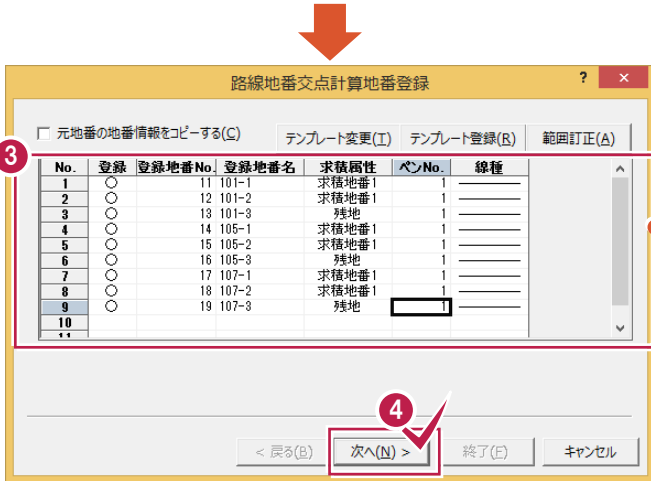 路線地番交点計算地番登録 ? ×
元地番の地番情報をコピーする(C) テンプレート変更(T) テンプレート登録(R) 範囲訂正(A)
3
No. 登録 登録地番No. 登録地番名 求積属性 ペンNo. 線種
1 ○ 11 101-1 求積地番1 1
2 ○ 12 101-2 求積地番1 1
3 ○ 13 101-3 残地 1
4 ○ 14 105-1 求積地番1 1
5 ○ 15 105-2 求積地番1 1
6 ○ 16 105-3 残地 1
7 ○ 17 107-1 求積地番1 1
8 ○ 18 107-2 求積地番1 1
9 ○ 19 107-3 残地 1
10
11
4
< 戻る(B) 次へ(N) > 終了(F) キャンセル